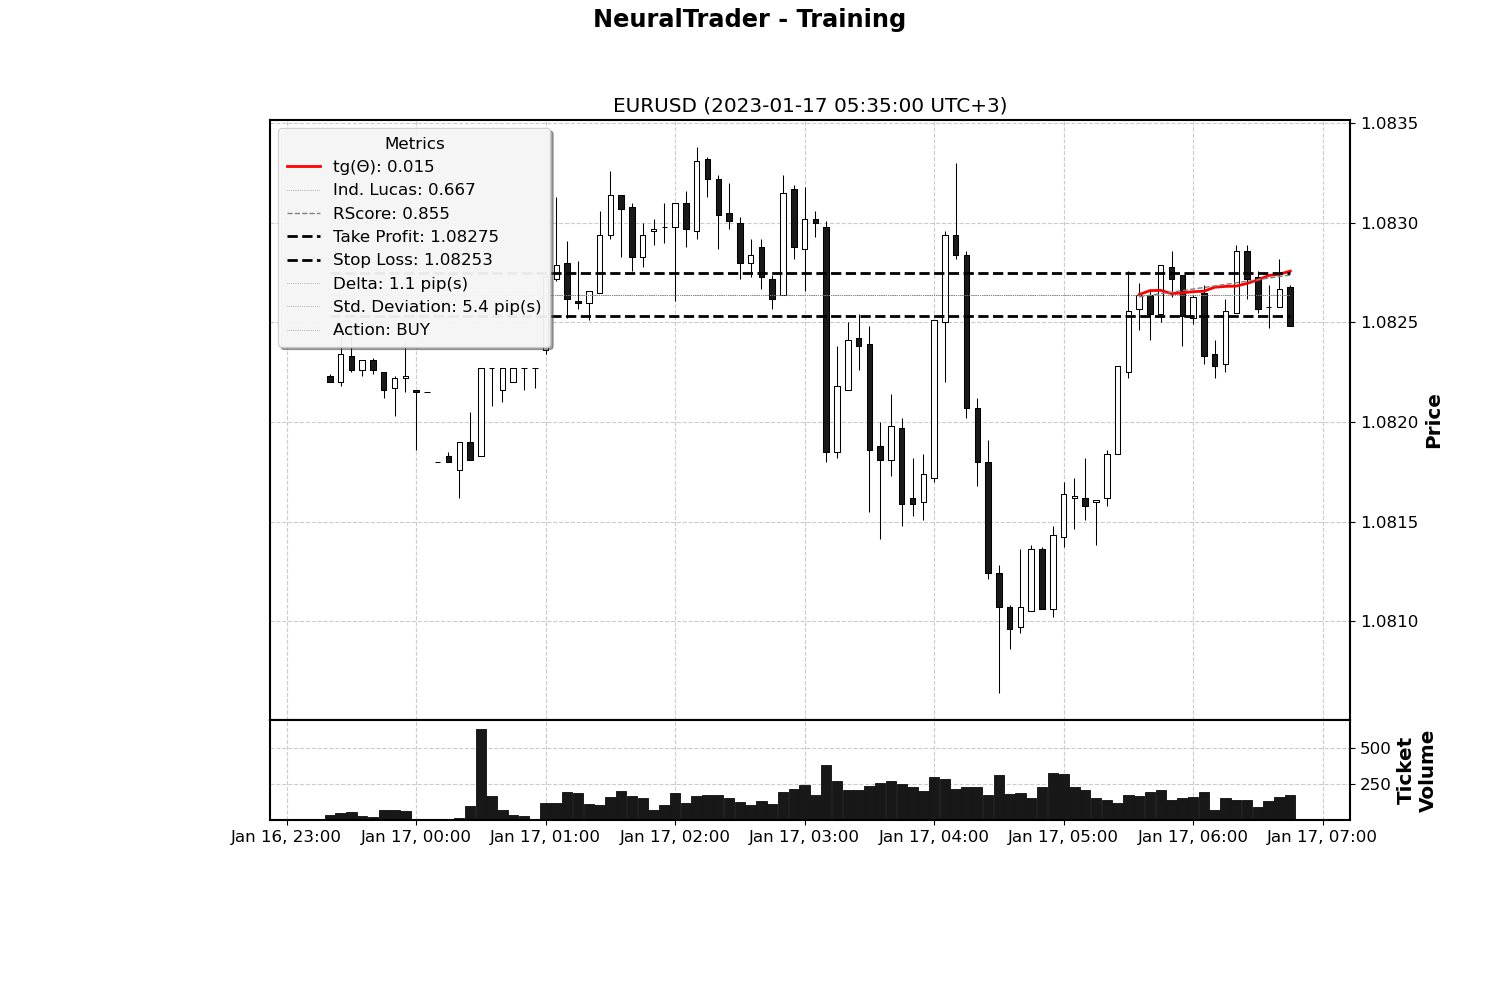 NeuralTrader - Training
EURUSD (2023-01-17 05:35:00 UTC+3)
Metrics
tg(Θ): 0.015
Ind. Lucas: 0.667
RScore: 0.855
Take Profit: 1.08275
Stop Loss: 1.08253
Delta: 1.1 pip(s)
Std. Deviation: 5.4 pip(s)
Action: BUY
1.0835
1.0830
1.0825
1.0820
1.0815
1.0810
Price
500
250
Ticket
Volume
Jan 16, 23:00 Jan 17, 00:00 Jan 17, 01:00 Jan 17, 02:00 Jan 17, 03:00 Jan 17, 04:00 Jan 17, 05:00 Jan 17, 06:00 Jan 17, 07:00